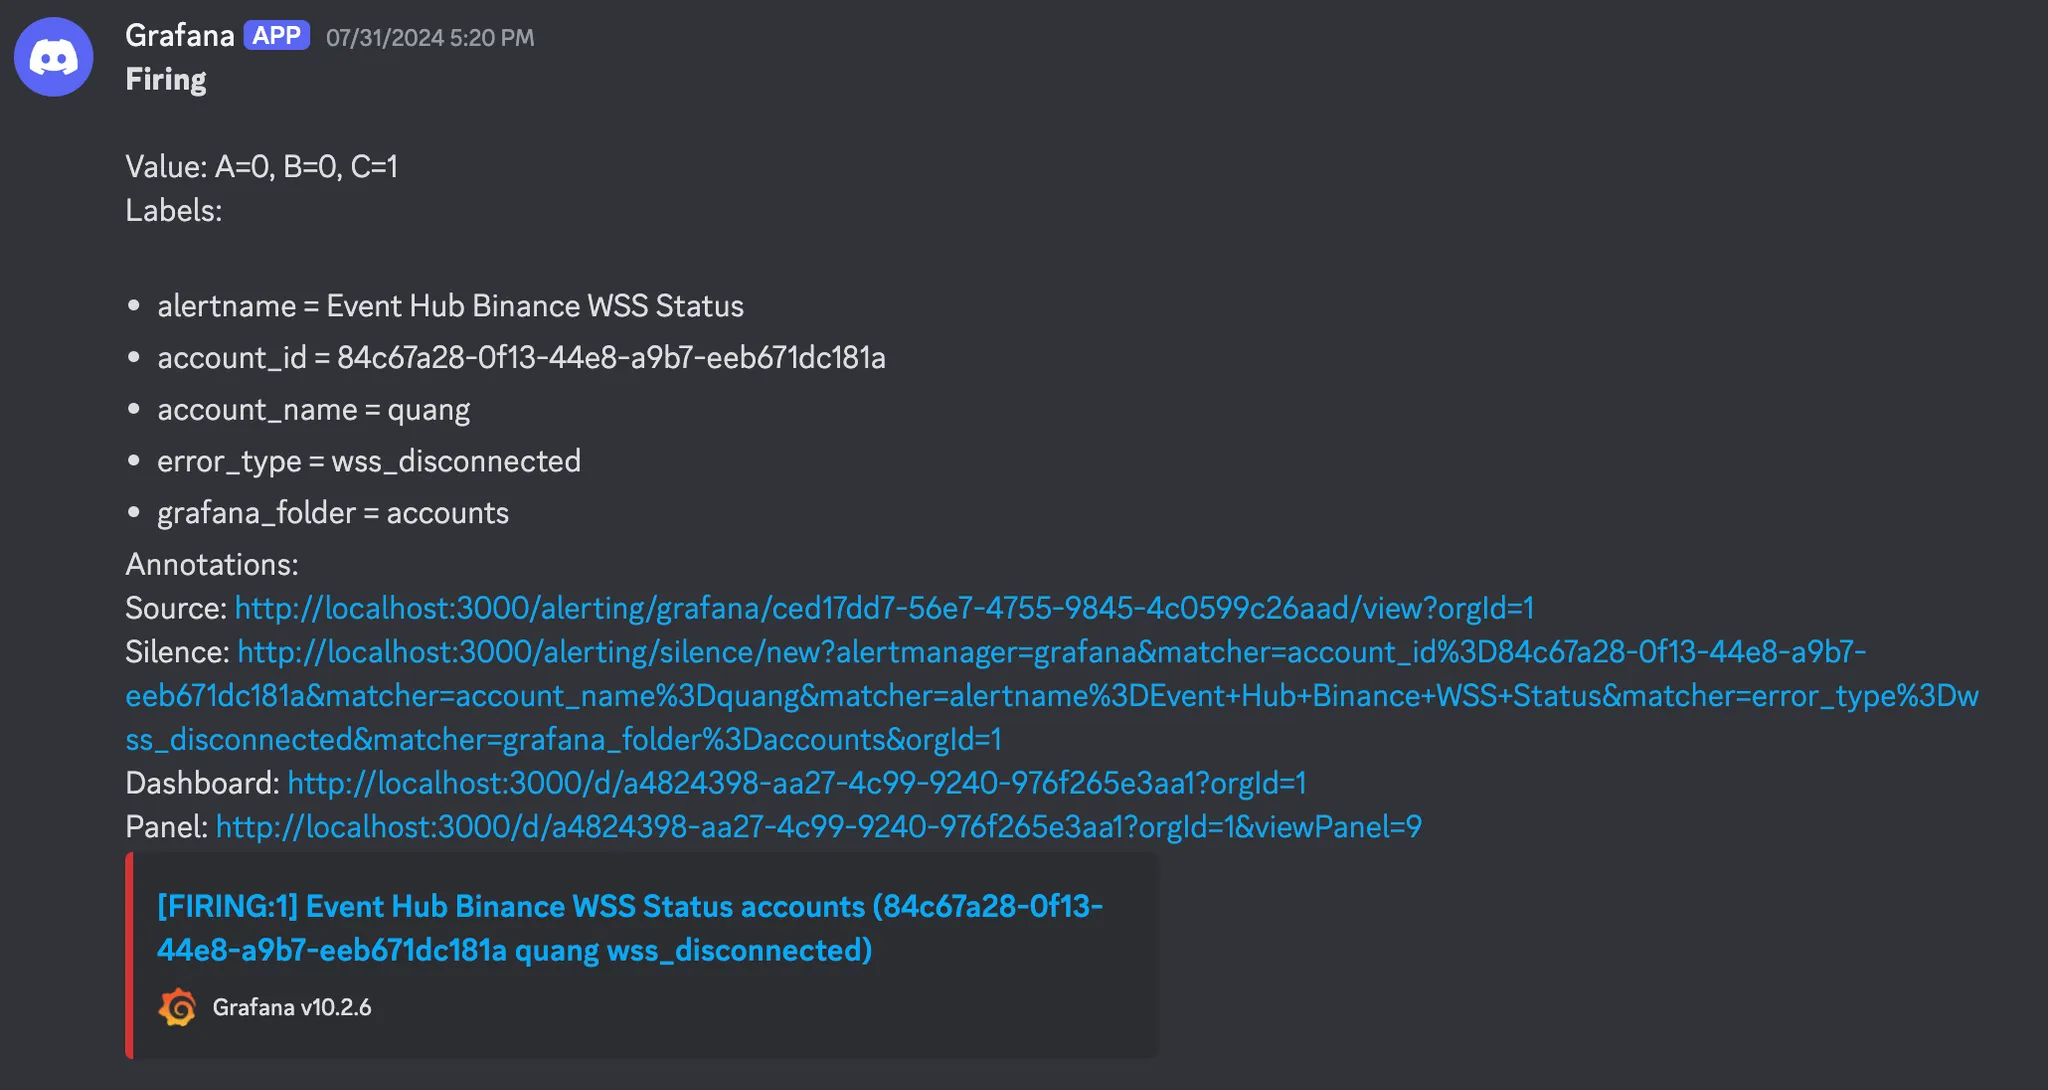 Grafana APP 07/31/2024 5:20 PM
Firing
Value: A=0, B=0, C=1
Labels:
• alertname = Event Hub Binance WSS Status
• account_id = 84c67a28-0f13-44e8-a9b7-eeb671dc181a
• account_name = quang
• error_type = wss_disconnected
• grafana_folder = accounts
Annotations:
Source: http://localhost:3000/alerting/grafana/ced17dd7-56e7-4755-9845-4c0599c26aad/view?orgId=1
Silence: http://localhost:3000/alerting/silence/new?alertmanager=grafana&matcher=account_id%3D84c67a28-0f13-44e8-a9b7-
eeb671dc181a&matcher=account_name%3Dquang&matcher=alertname%3DEvent+Hub+Binance+WSS+Status&matcher=error_type%3Dw
ss_disconnected&matcher=grafana_folder%3Daccounts&orgId=1
Dashboard: http://localhost:3000/d/a4824398-aa27-4c99-9240-976f265e3aa1?orgId=1
Panel: http://localhost:3000/d/a4824398-aa27-4c99-9240-976f265e3aa1?orgId=1&viewPanel=9
[FIRING:1] Event Hub Binance WSS Status accounts (84c67a28-0f13-
44e8-a9b7-eeb671dc181a quang wss_disconnected)
Grafana v10.2.6